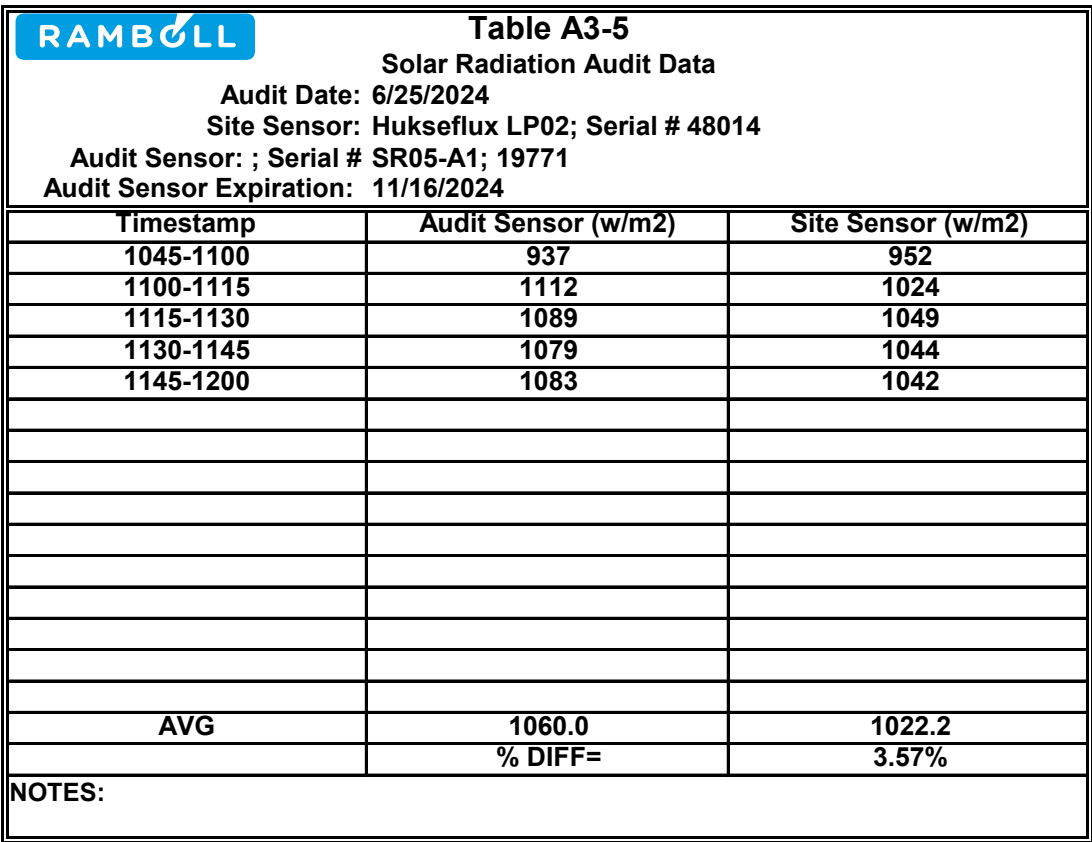 RAMBOLL
Table A3-5
Solar Radiation Audit Data
Audit Date: 6/25/2024
Site Sensor: Hukseflux LP02; Serial # 48014
Audit Sensor: ; Serial # SR05-A1; 19771
Audit Sensor Expiration: 11/16/2024
Timestamp Audit Sensor (w/m2) Site Sensor (w/m2)
1045-1100 937 952
1100-1115 1112 1024
1115-1130 1089 1049
1130-1145 1079 1044
1145-1200 1083 1042
AVG 1060.0 1022.2
% DIFF= 3.57%
NOTES: